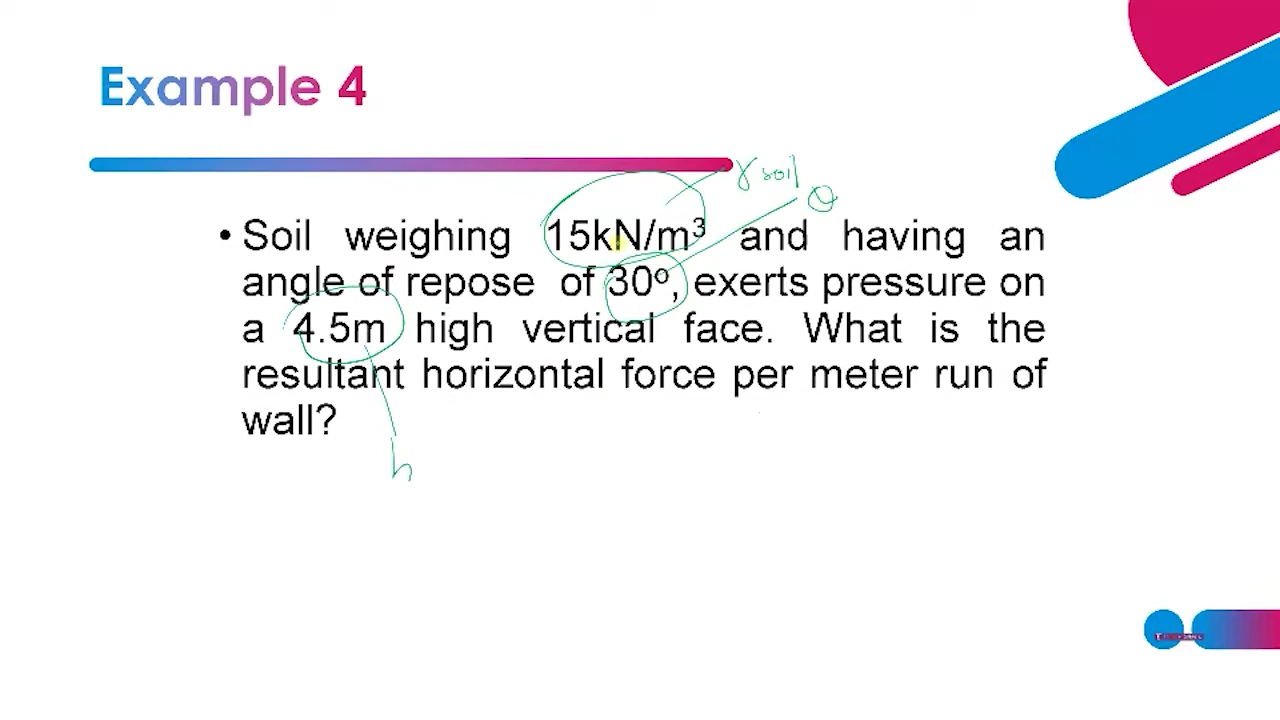 Example 4
γ soil
θ
• Soil weighing 15kN/m³ and having an
angle of repose of 30º, exerts pressure on
a 4.5m high vertical face. What is the
resultant horizontal force per meter run of
wall?
h